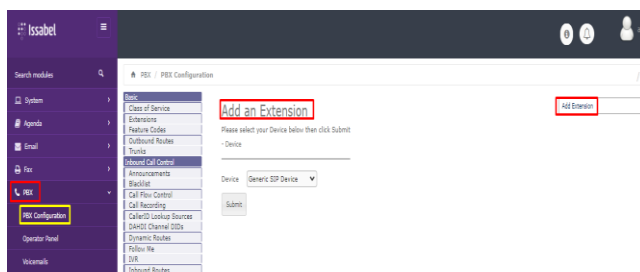 Issabel
Search modules
System
Agenda
Email
Fax
PBX
PBX Configuration
Operator Panel
Voicemails
PBX / PBX Configuration
Basic
Class of Service
Extensions
Feature Codes
Outbound Routes
Trunks
Inbound Call Control
Announcements
Blacklist
Call Flow Control
Call Recording
CallerID Lookup Sources
DAHDI Channel DIDs
Dynamic Routes
Follow Me
IVR
Inbound Routes
Add an Extension
Please select your Device below then click Submit
- Device
Device Generic SIP Device
Submit
Add Extension